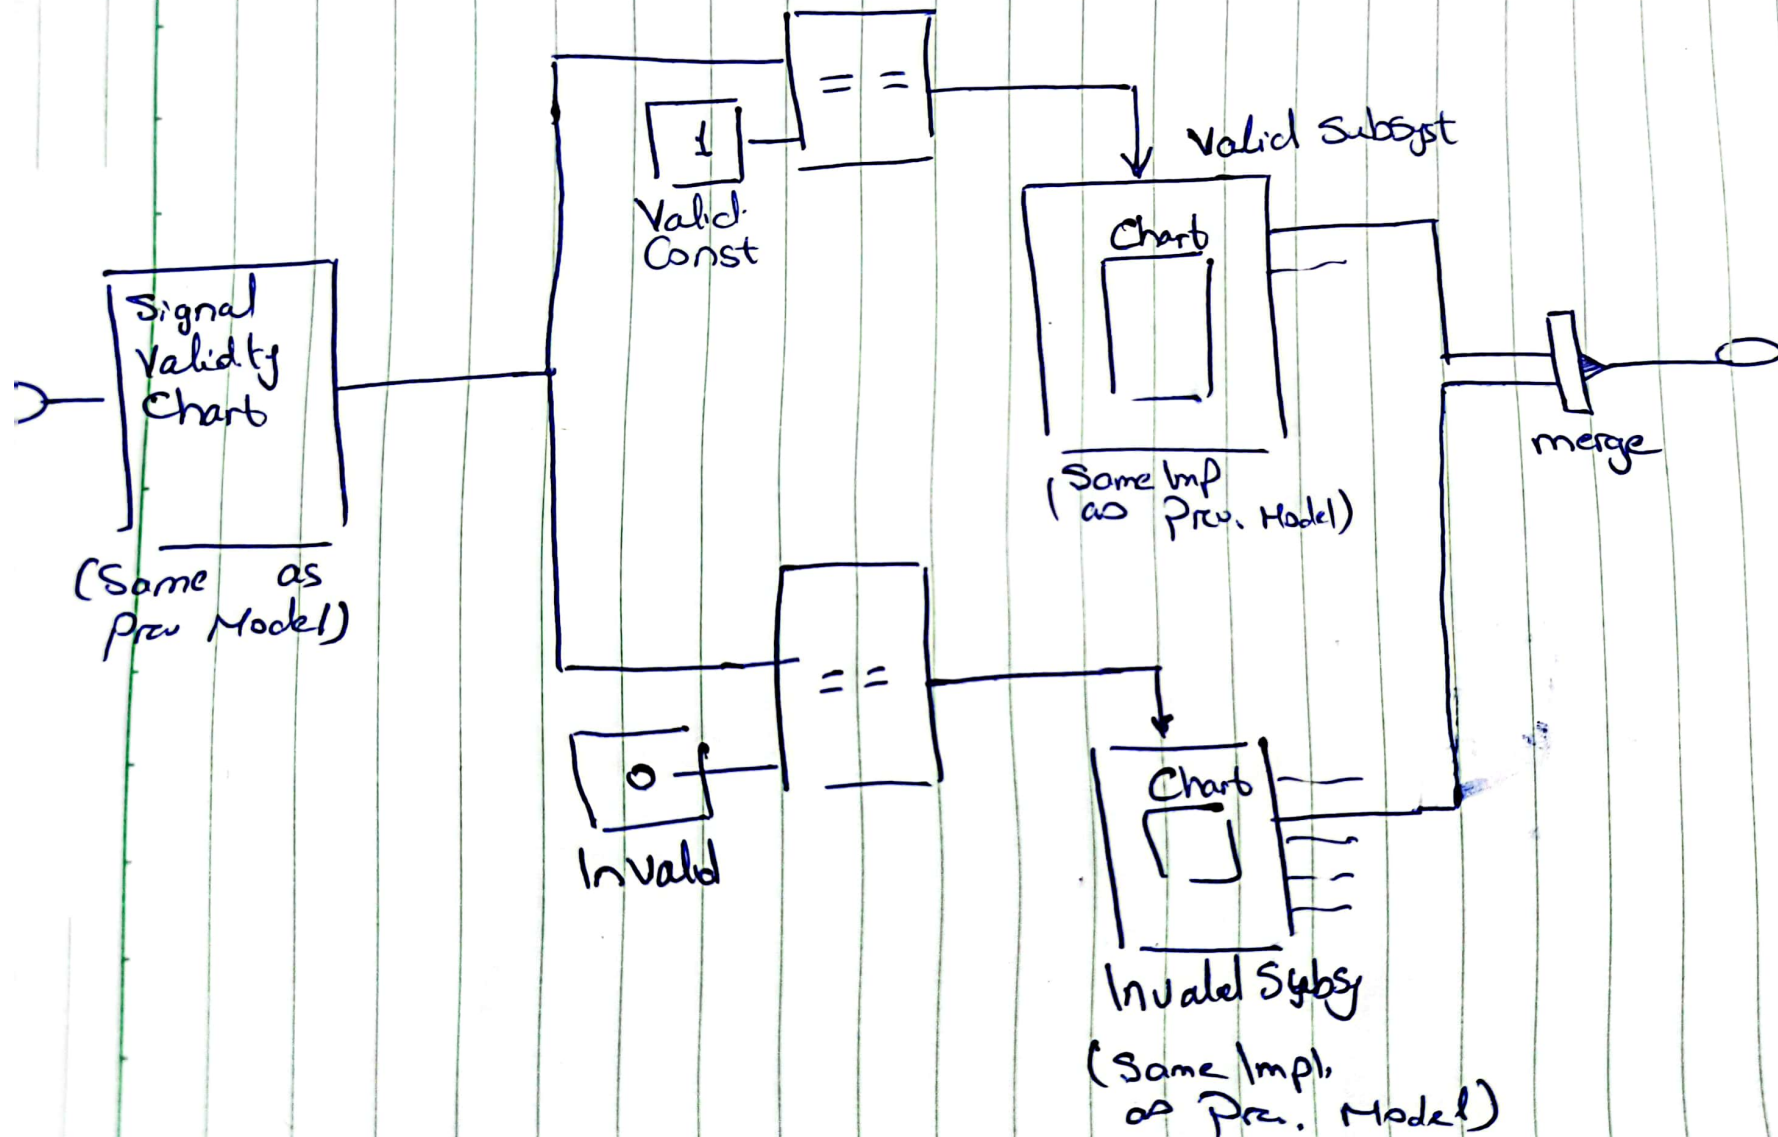 = =
1
Valid
Const
Valid Subsyst
Chart
(Same Imp
as Prev. Model)
Signal
Validity
Chart
(Same as
Prev Model)
merge
= =
0
Invalid
Chart
Invalid Subsy
(Same Impl.
as Prev. Model)